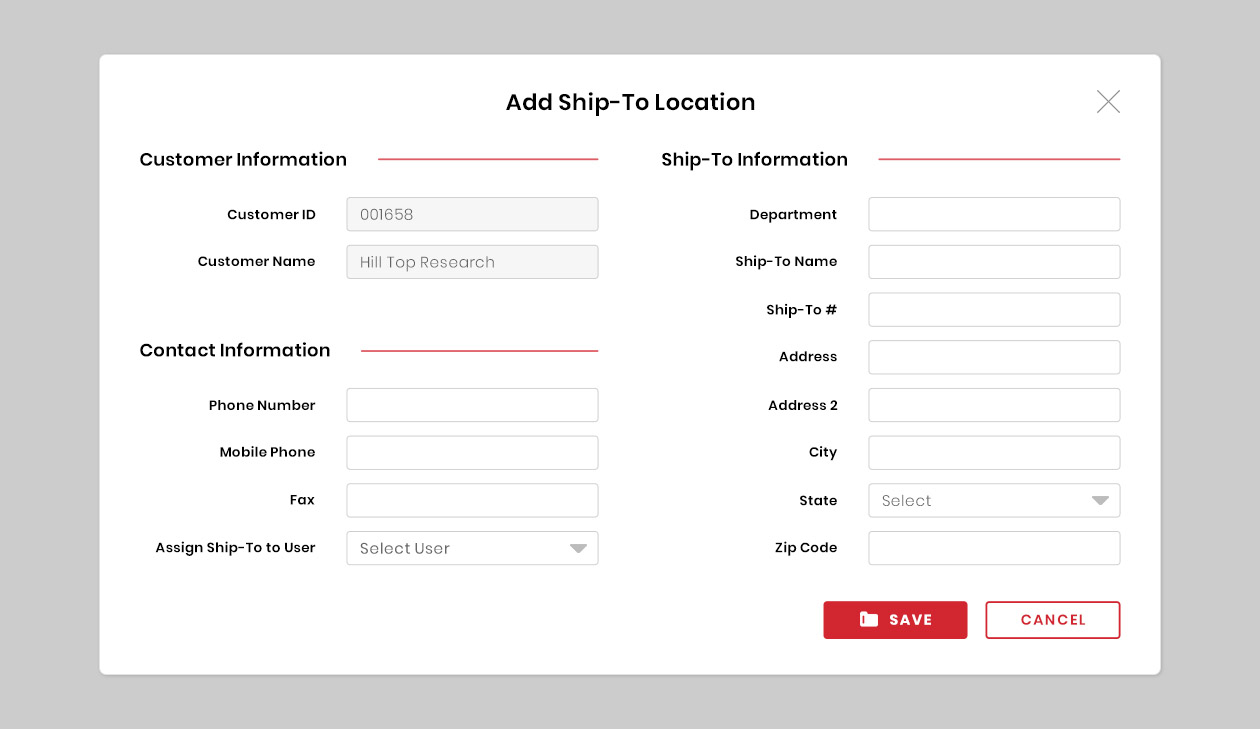 Add Ship-To Location
Customer Information
Customer ID 001658
Customer Name Hill Top Research
Contact Information
Phone Number
Mobile Phone
Fax
Assign Ship-To to User Select User
Ship-To Information
Department
Ship-To Name
Ship-To #
Address
Address 2
City
State Select
Zip Code
SAVE CANCEL